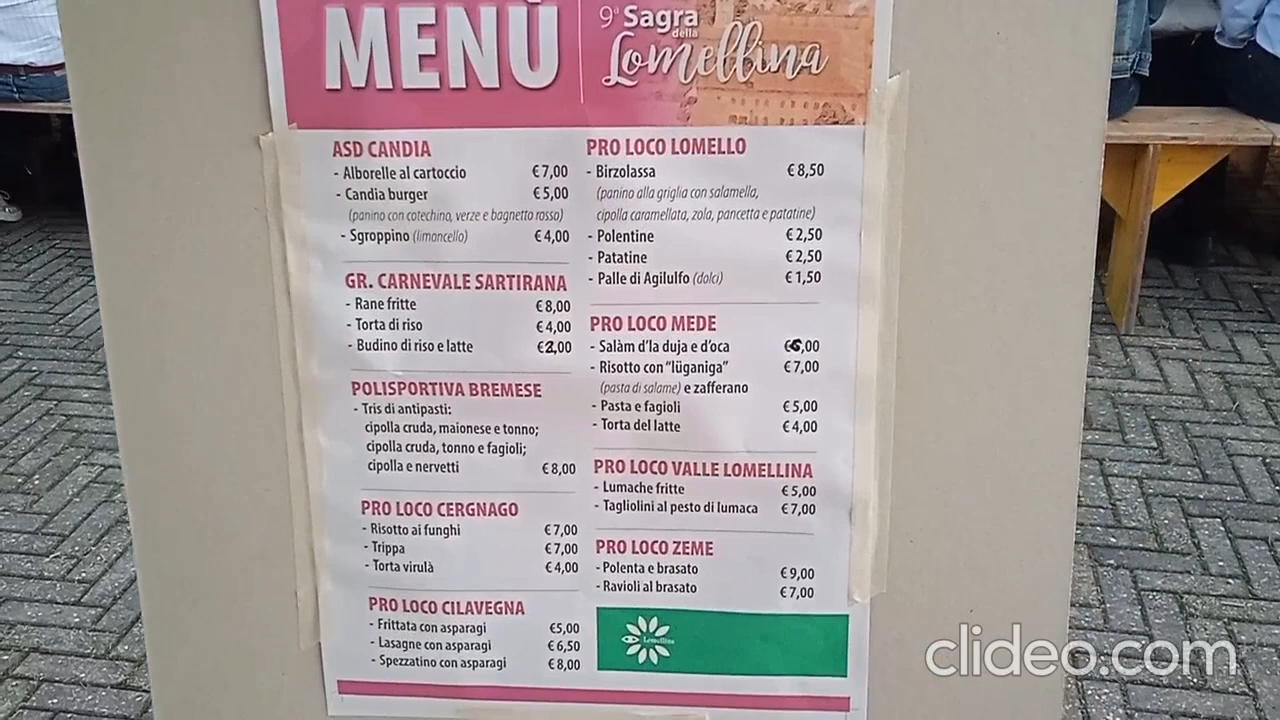 MENÙ
9ª Sagra
della
Lomellina
ASD CANDIA
- Alborelle al cartoccio € 7,00
- Candia burger € 5,00
(panino con cotechino, verze e bagnetto rosso)
- Sgroppino (limoncello) € 4,00
GR. CARNEVALE SARTIRANA
- Rane fritte € 8,00
- Torta di riso € 4,00
- Budino di riso e latte € 2,00
POLISPORTIVA BREMESE
- Tris di antipasti:
cipolla cruda, maionese e tonno;
cipolla cruda, tonno e fagioli;
cipolla e nervetti € 8,00
PRO LOCO CERGNAGO
- Risotto ai funghi € 7,00
- Trippa € 7,00
- Torta virulà € 4,00
PRO LOCO CILAVEGNA
- Frittata con asparagi €5,00
- Lasagne con asparagi € 6,50
- Spezzatino con asparagi € 8,00
PRO LOCO LOMELLO
- Birzolassa € 8,50
(panino alla griglia con salamella,
cipolla caramellata, zola, pancetta e patatine)
- Polentine € 2,50
- Patatine € 2,50
- Palle di Agilulfo (dolci) € 1,50
PRO LOCO MEDE
- Salàm d'la duja e d'oca €6,00
- Risotto con "lüganiga" € 7,00
(pasta di salame) e zafferano
- Pasta e fagioli € 5,00
- Torta del latte € 4,00
PRO LOCO VALLE LOMELLINA
- Lumache fritte € 5,00
- Tagliolini al pesto di lumaca € 7,00
PRO LOCO ZEME
- Polenta e brasato € 9,00
- Ravioli al brasato € 7,00
Lomellina
clideo.com